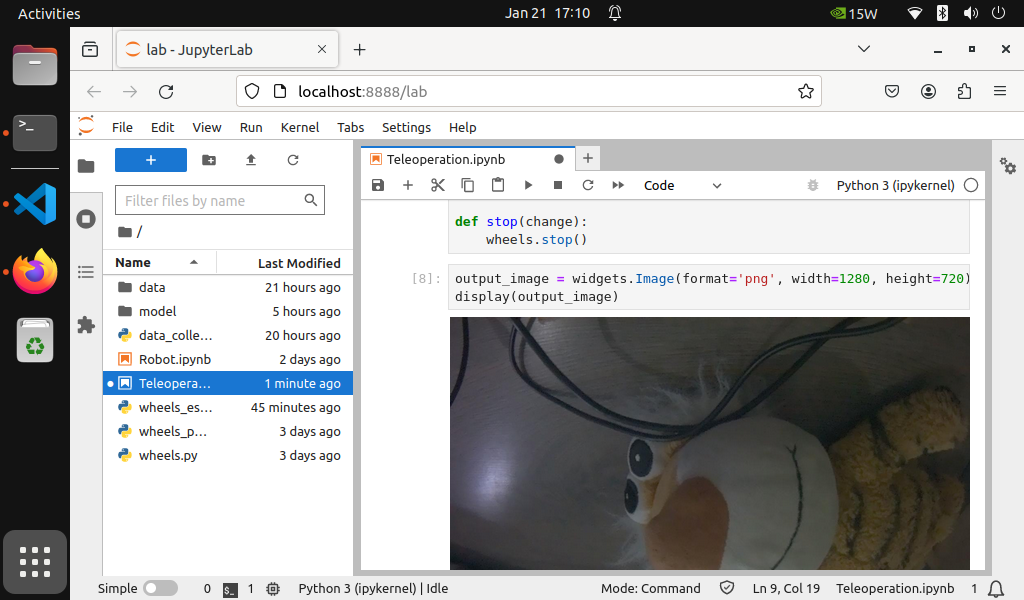 Activities
Jan 21 17:10
15W
lab - JupyterLab
localhost:8888/lab
File Edit View Run Kernel Tabs Settings Help
Filter files by name
/
Name Last Modified
data 21 hours ago
model 5 hours ago
data_colle... 20 hours ago
Robot.ipynb 2 days ago
Teleopera... 1 minute ago
wheels_es... 45 minutes ago
wheels_p... 3 days ago
wheels.py 3 days ago
Teleoperation.ipynb
Code
Python 3 (ipykernel)
def stop(change):
wheels.stop()
[8]:
output_image = widgets.Image(format='png', width=1280, height=720)
display(output_image)
Simple
0
1
Python 3 (ipykernel) | Idle
Mode: Command
Ln 9, Col 19
Teleoperation.ipynb
1